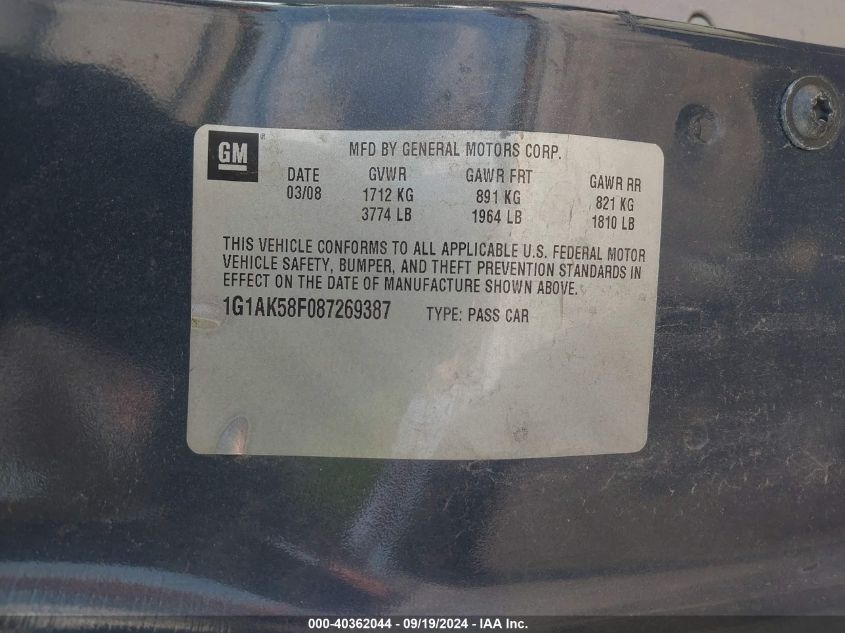 GM ®
MFD BY GENERAL MOTORS CORP.
DATE GVWR GAWR FRT GAWR RR
03/08 1712 KG 891 KG 821 KG
3774 LB 1964 LB 1810 LB
THIS VEHICLE CONFORMS TO ALL APPLICABLE U.S. FEDERAL MOTOR
VEHICLE SAFETY, BUMPER, AND THEFT PREVENTION STANDARDS IN
EFFECT ON THE DATE OF MANUFACTURE SHOWN ABOVE.
1G1AK58F087269387 TYPE: PASS CAR
000-40362044 - 09/19/2024 - IAA Inc.